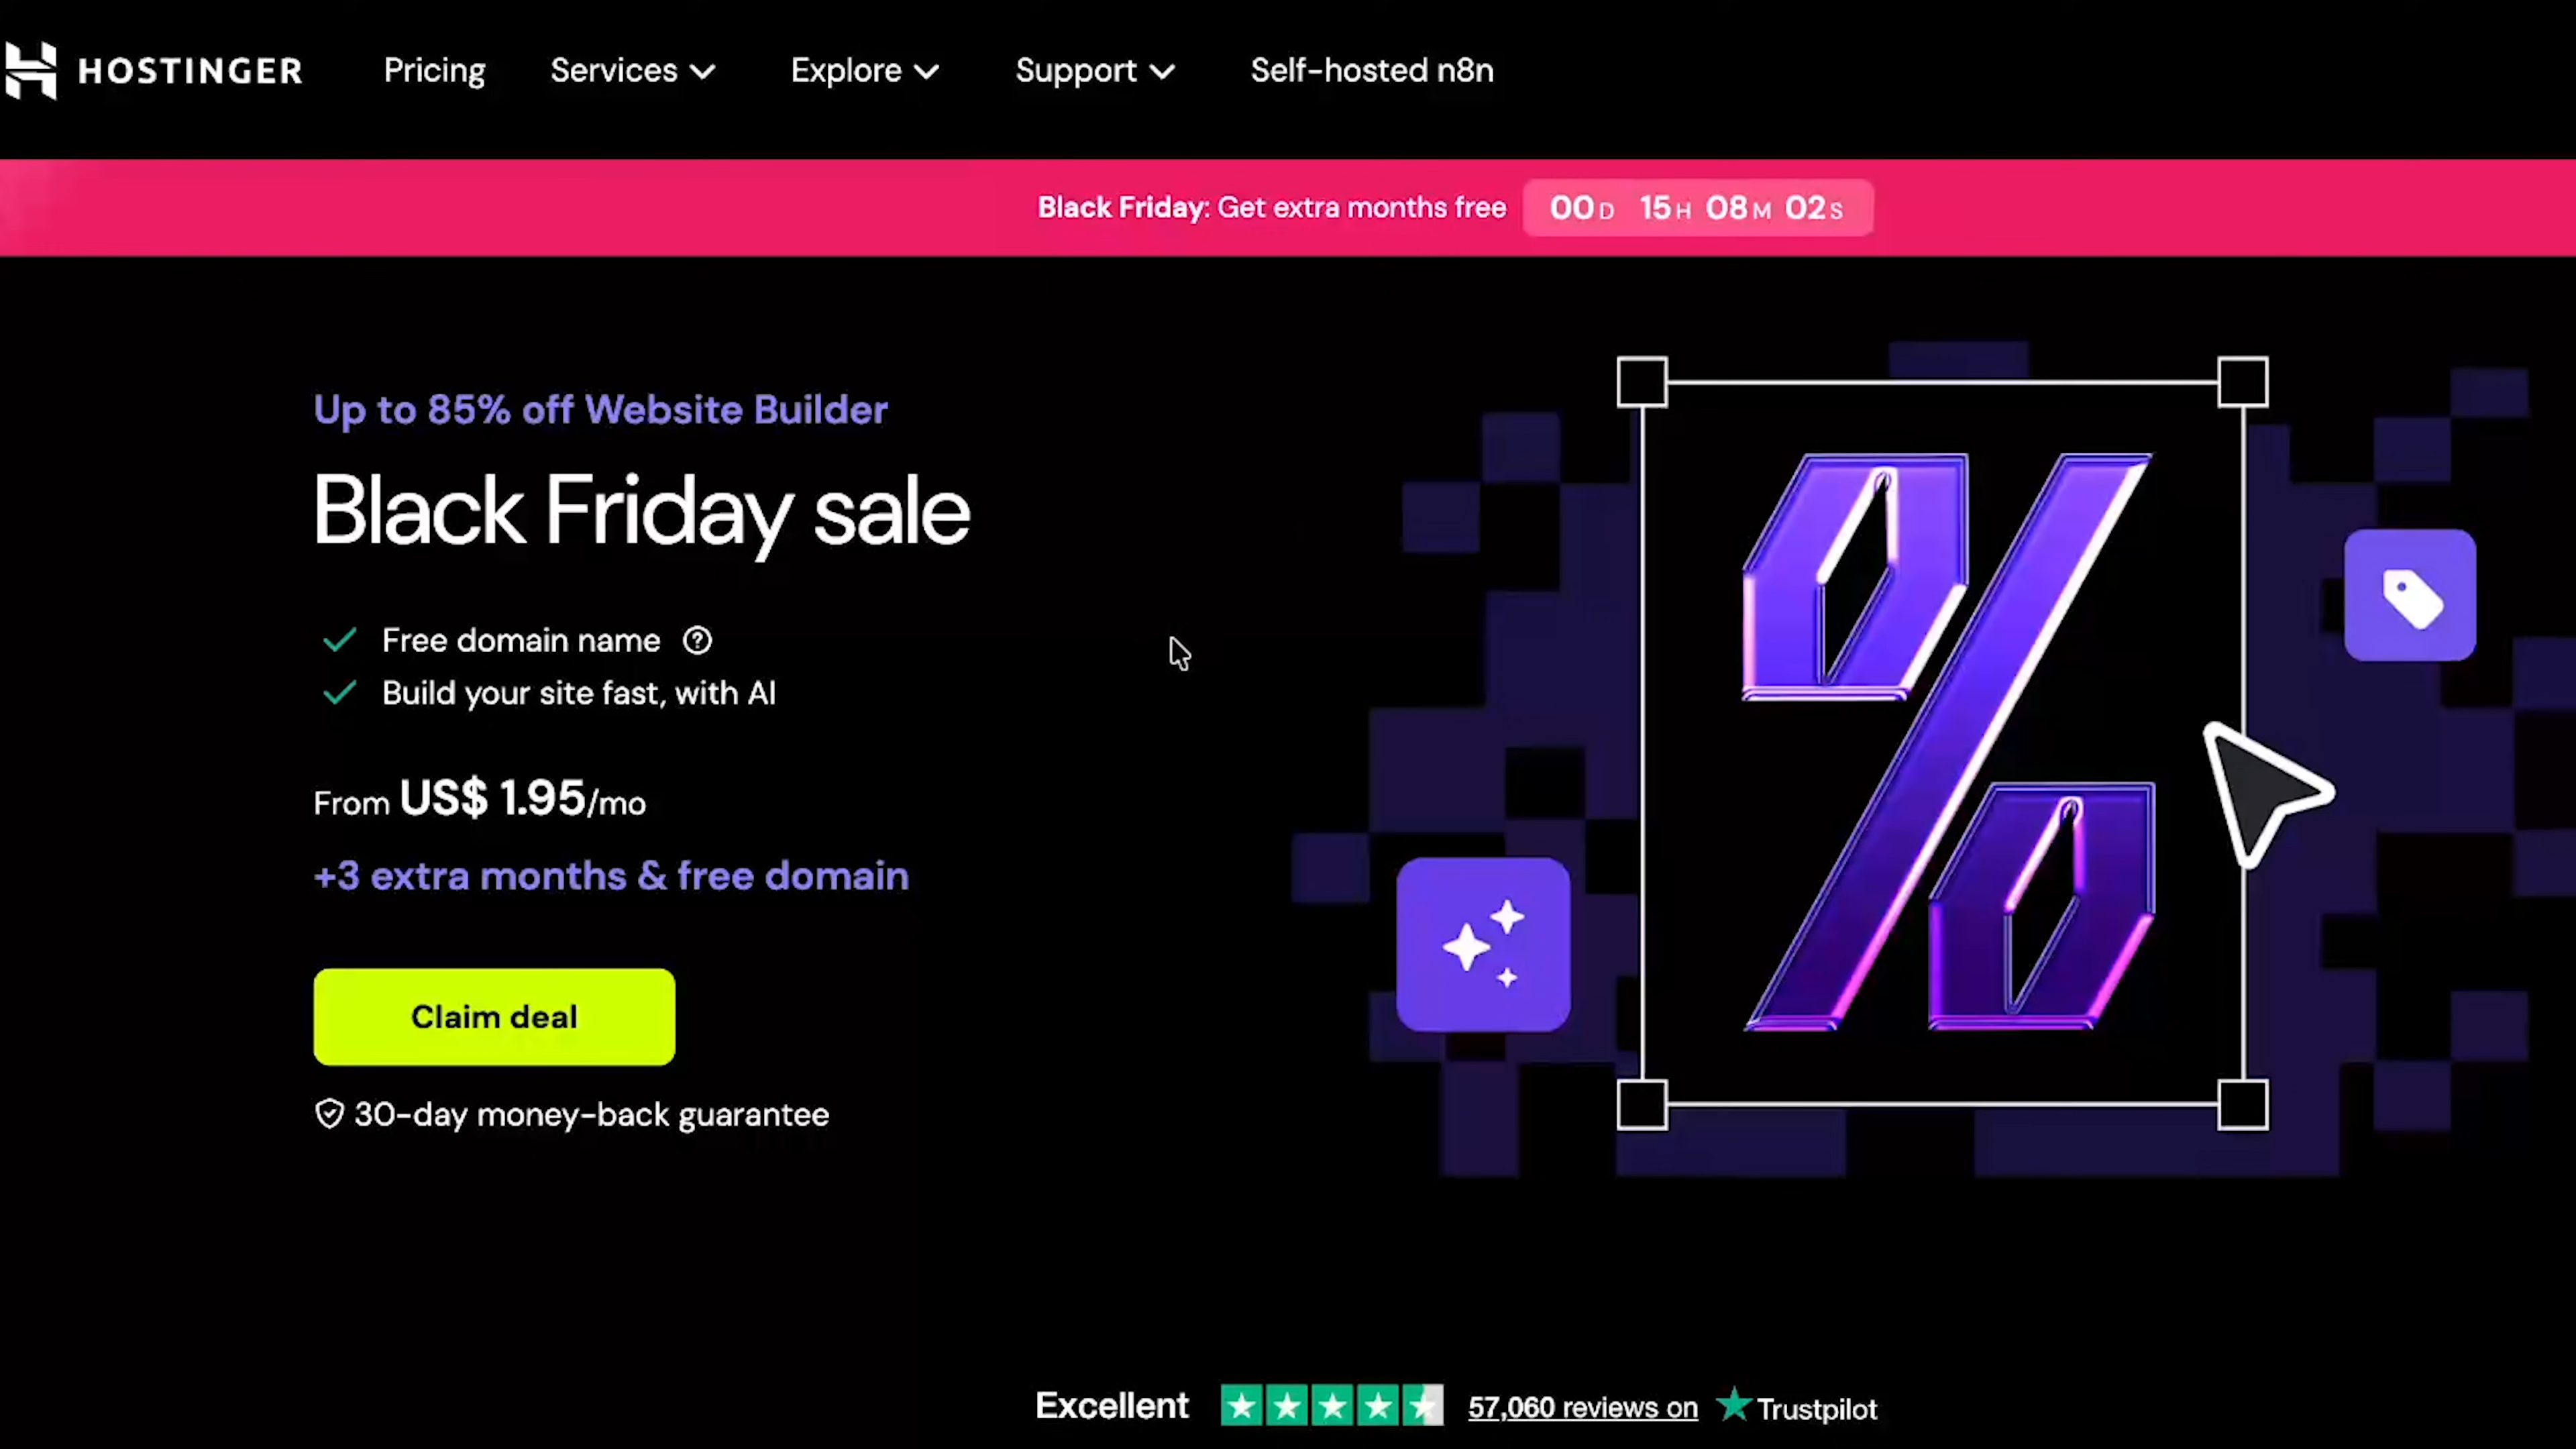 HOSTINGER Pricing Services Explore Support Self-hosted n8n
Black Friday: Get extra months free 00D 15H 08M 02S
Up to 85% off Website Builder
Black Friday sale
Free domain name
Build your site fast, with AI
From US$ 1.95/mo
+3 extra months & free domain
Claim deal
30-day money-back guarantee
%
Excellent 57,060 reviews on Trustpilot